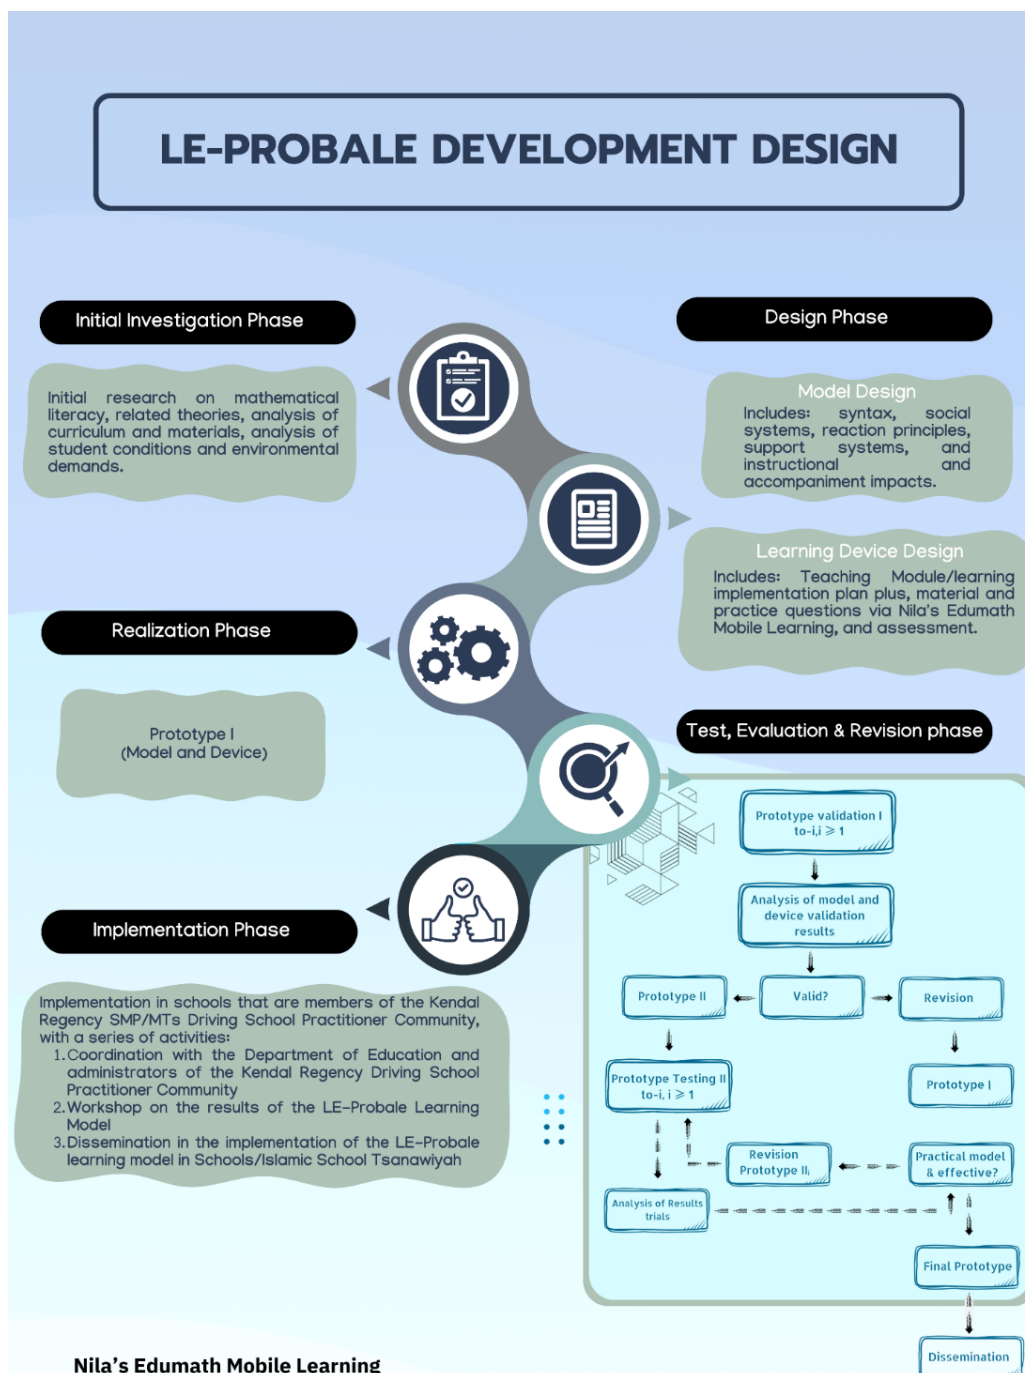 LE-PROBALE DEVELOPMENT DESIGN
Initial Investigation Phase
Initial research on mathematical
literacy, related theories, analysis of
curriculum and materials, analysis of
student conditions and environmental
demands.
Design Phase
Model Design
Includes: syntax, social
systems, reaction principles,
support systems, and
instructional and
accompaniment impacts.
Learning Device Design
Includes: Teaching Module/learning
implementation plan plus, material and
practice questions via Nila's Edumath
Mobile Learning, and assessment.
Realization Phase
Prototype I
(Model and Device)
Test, Evaluation & Revision phase
Prototype validation I
to-i,i ⩾ 1
Analysis of model and
device validation
results
Prototype II
Valid?
Revision
Prototype Testing II
to-i, i ⩾ 1
Prototype I
Revision
Prototype IIᵢ
Practical model
& effective?
Analysis of Results
trials
Final Prototype
Dissemination
Implementation Phase
Implementation in schools that are members of the Kendal
Regency SMP/MTs Driving School Practitioner Community,
with a series of activities:
1. Coordination with the Department of Education and
administrators of the Kendal Regency Driving School
Practitioner Community
2. Workshop on the results of the LE-Probale Learning
Model
3. Dissemination in the implementation of the LE-Probale
learning model in Schools/Islamic School Tsanawiyah
Nila's Edumath Mobile Learning